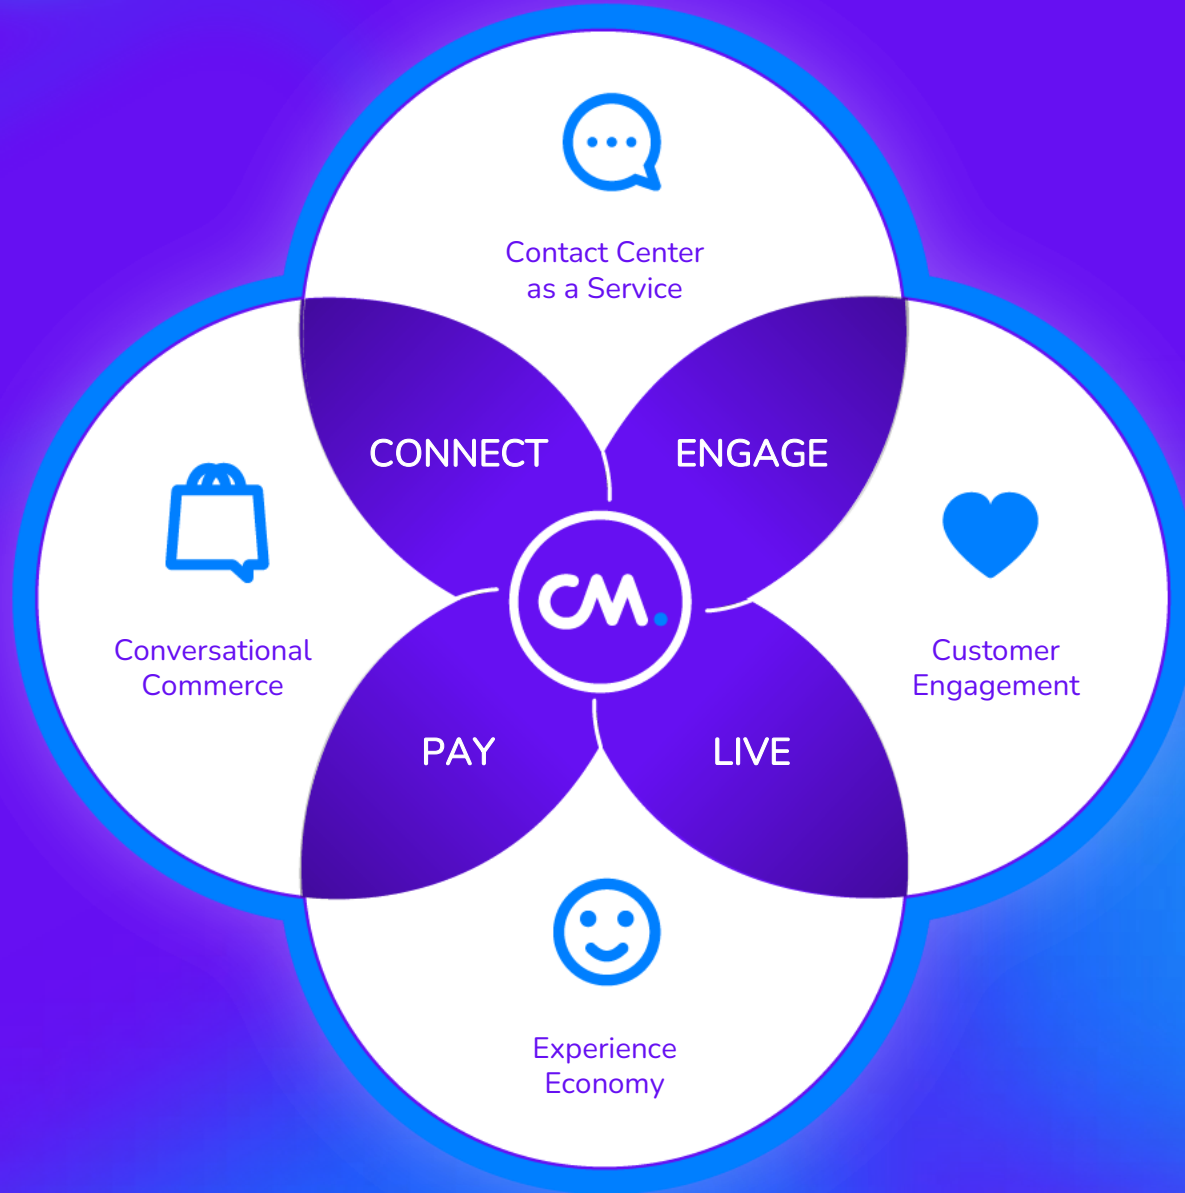 Contact Center
as a Service
CONNECT
ENGAGE
CM.
Conversational
Commerce
Customer
Engagement
PAY
LIVE
Experience
Economy